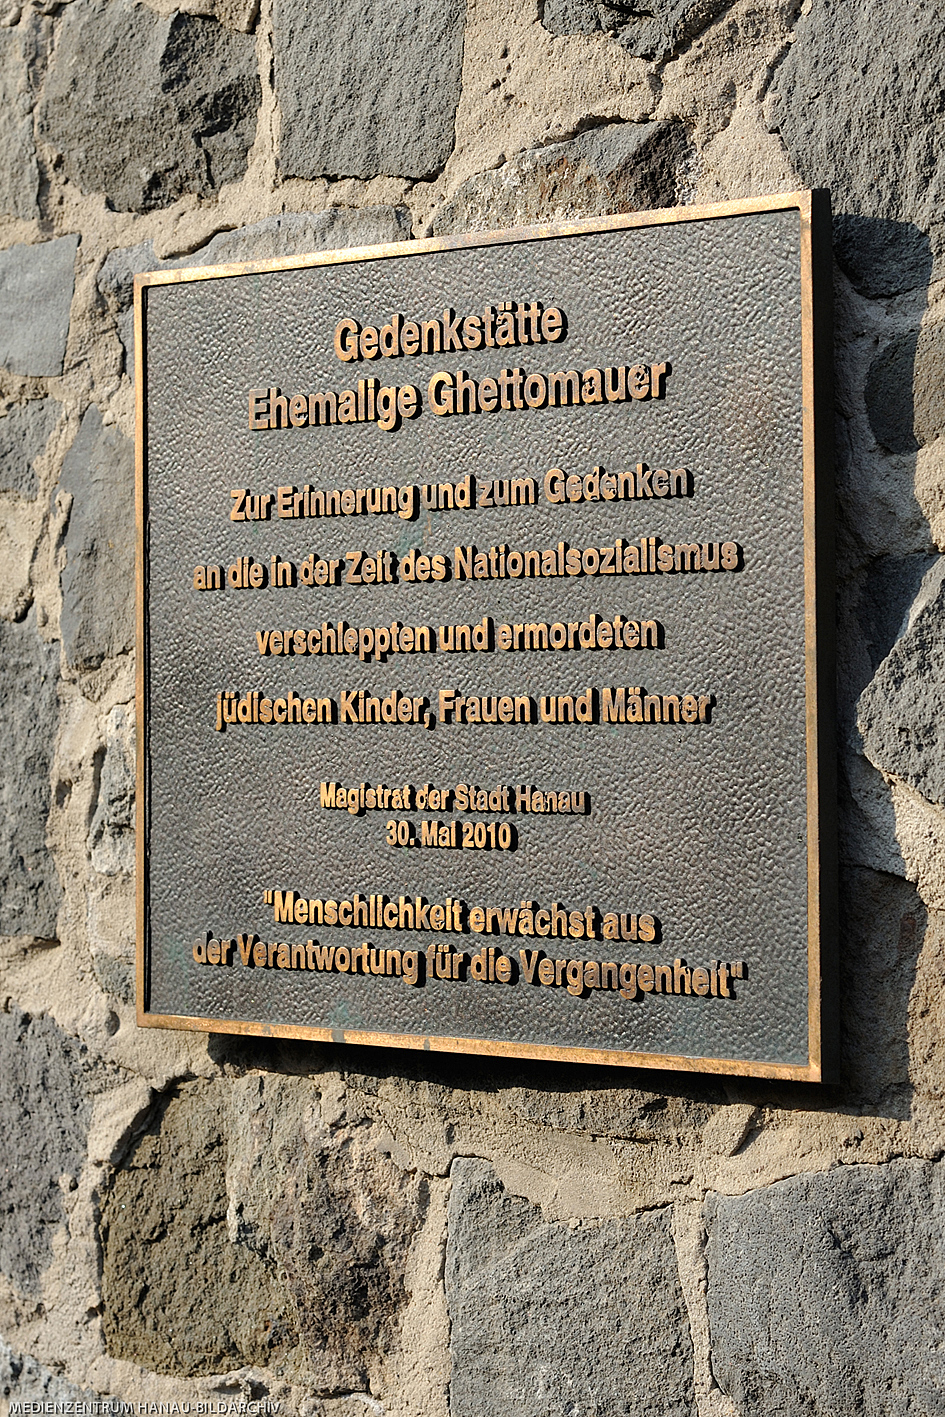 Gedenkstätte
Ehemalige Ghettomauer
Zur Erinnerung und zum Gedenken
an die in der Zeit des Nationalsozialismus
verschleppten und ermordeten
jüdischen Kinder, Frauen und Männer
Magistrat der Stadt Hanau
30. Mai 2010
"Menschlichkeit erwächst aus
der Verantwortung für die Vergangenheit"
MEDIENZENTRUM HANAU-BILDARCHIV